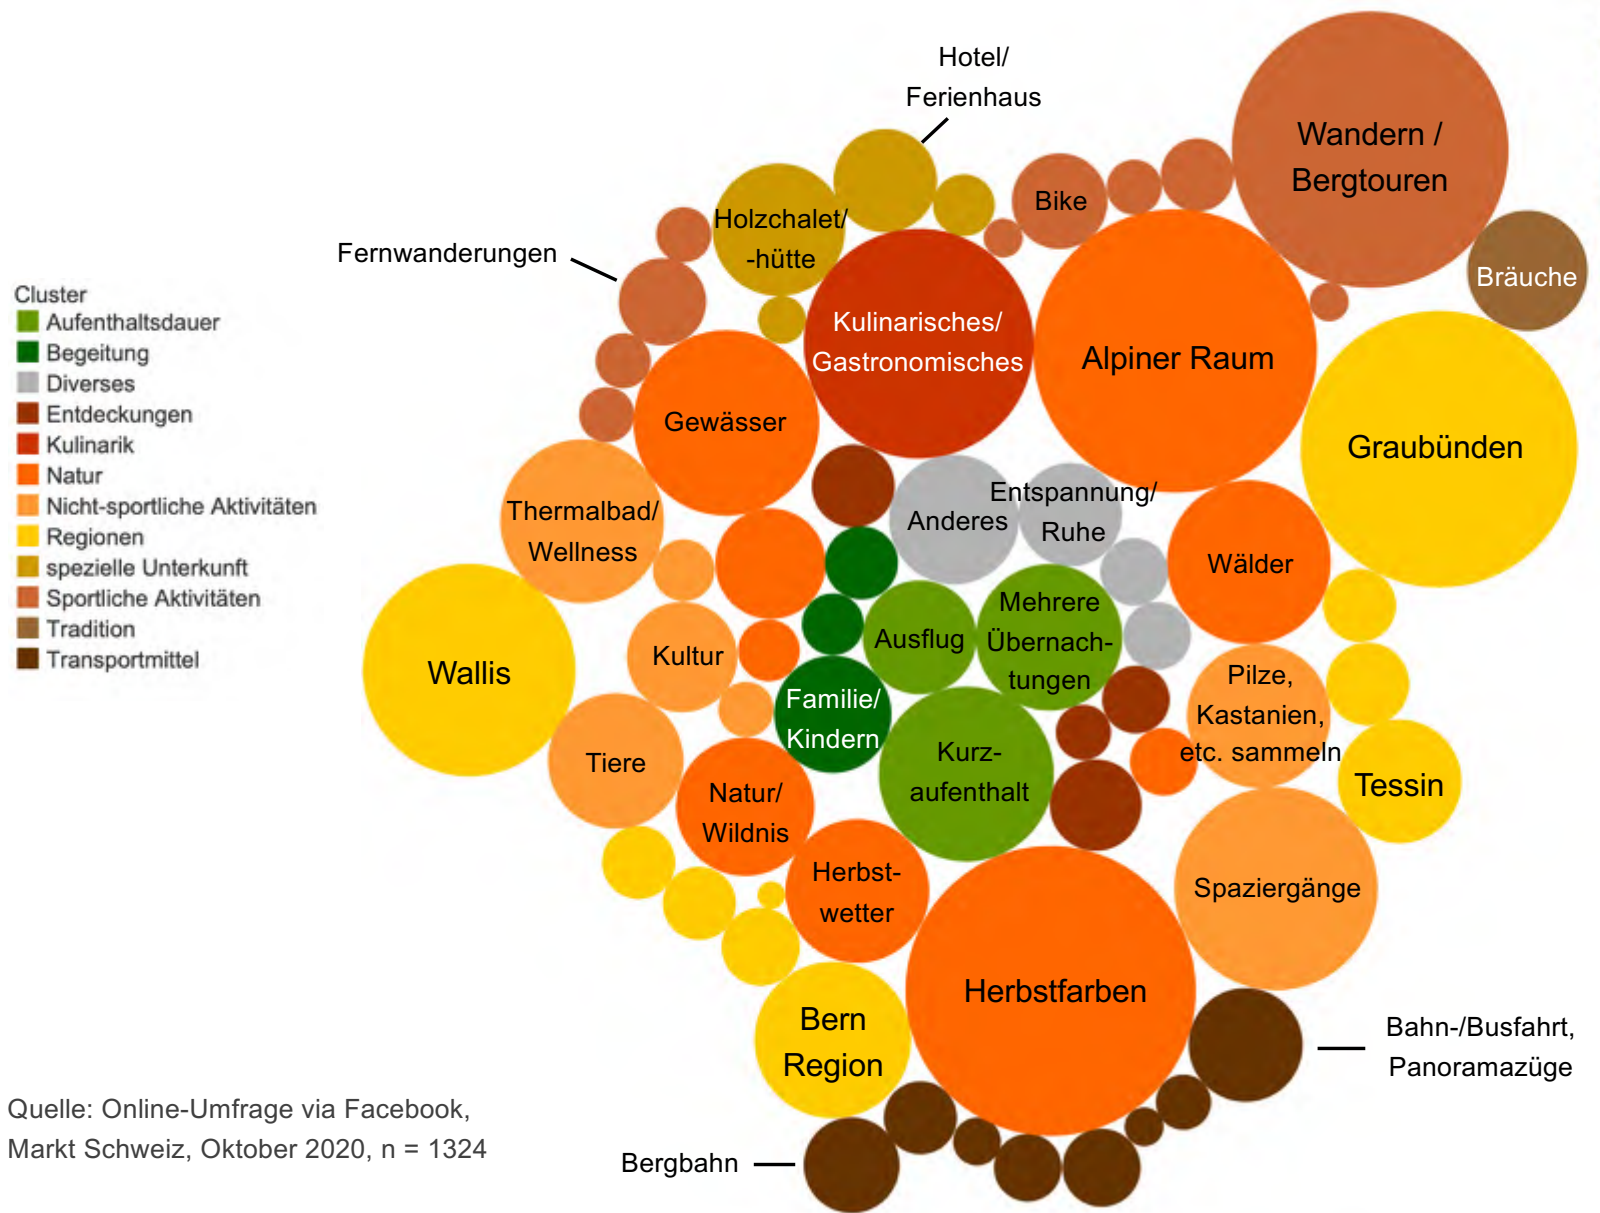 Hotel/
Ferienhaus
Wandern /
Bergtouren
Bike
Holzchalet/
-hütte
Fernwanderungen
Bräuche
Cluster
Aufenthaltsdauer
Begeitung
Diverses
Entdeckungen
Kulinarik
Natur
Nicht-sportliche Aktivitäten
Regionen
spezielle Unterkunft
Sportliche Aktivitäten
Tradition
Transportmittel
Kulinarisches/
Gastronomisches
Alpiner Raum
Gewässer
Graubünden
Thermalbad/
Wellness
Anderes
Entspannung/
Ruhe
Wälder
Mehrere
Übernach-
tungen
Ausflug
Kultur
Wallis
Familie/
Kindern
Pilze,
Kastanien,
etc. sammeln
Tiere
Kurz-
aufenthalt
Tessin
Natur/
Wildnis
Herbst-
wetter
Spaziergänge
Herbstfarben
Bern
Region
Bahn-/Busfahrt,
Panoramazüge
Quelle: Online-Umfrage via Facebook,
Markt Schweiz, Oktober 2020, n = 1324
Bergbahn